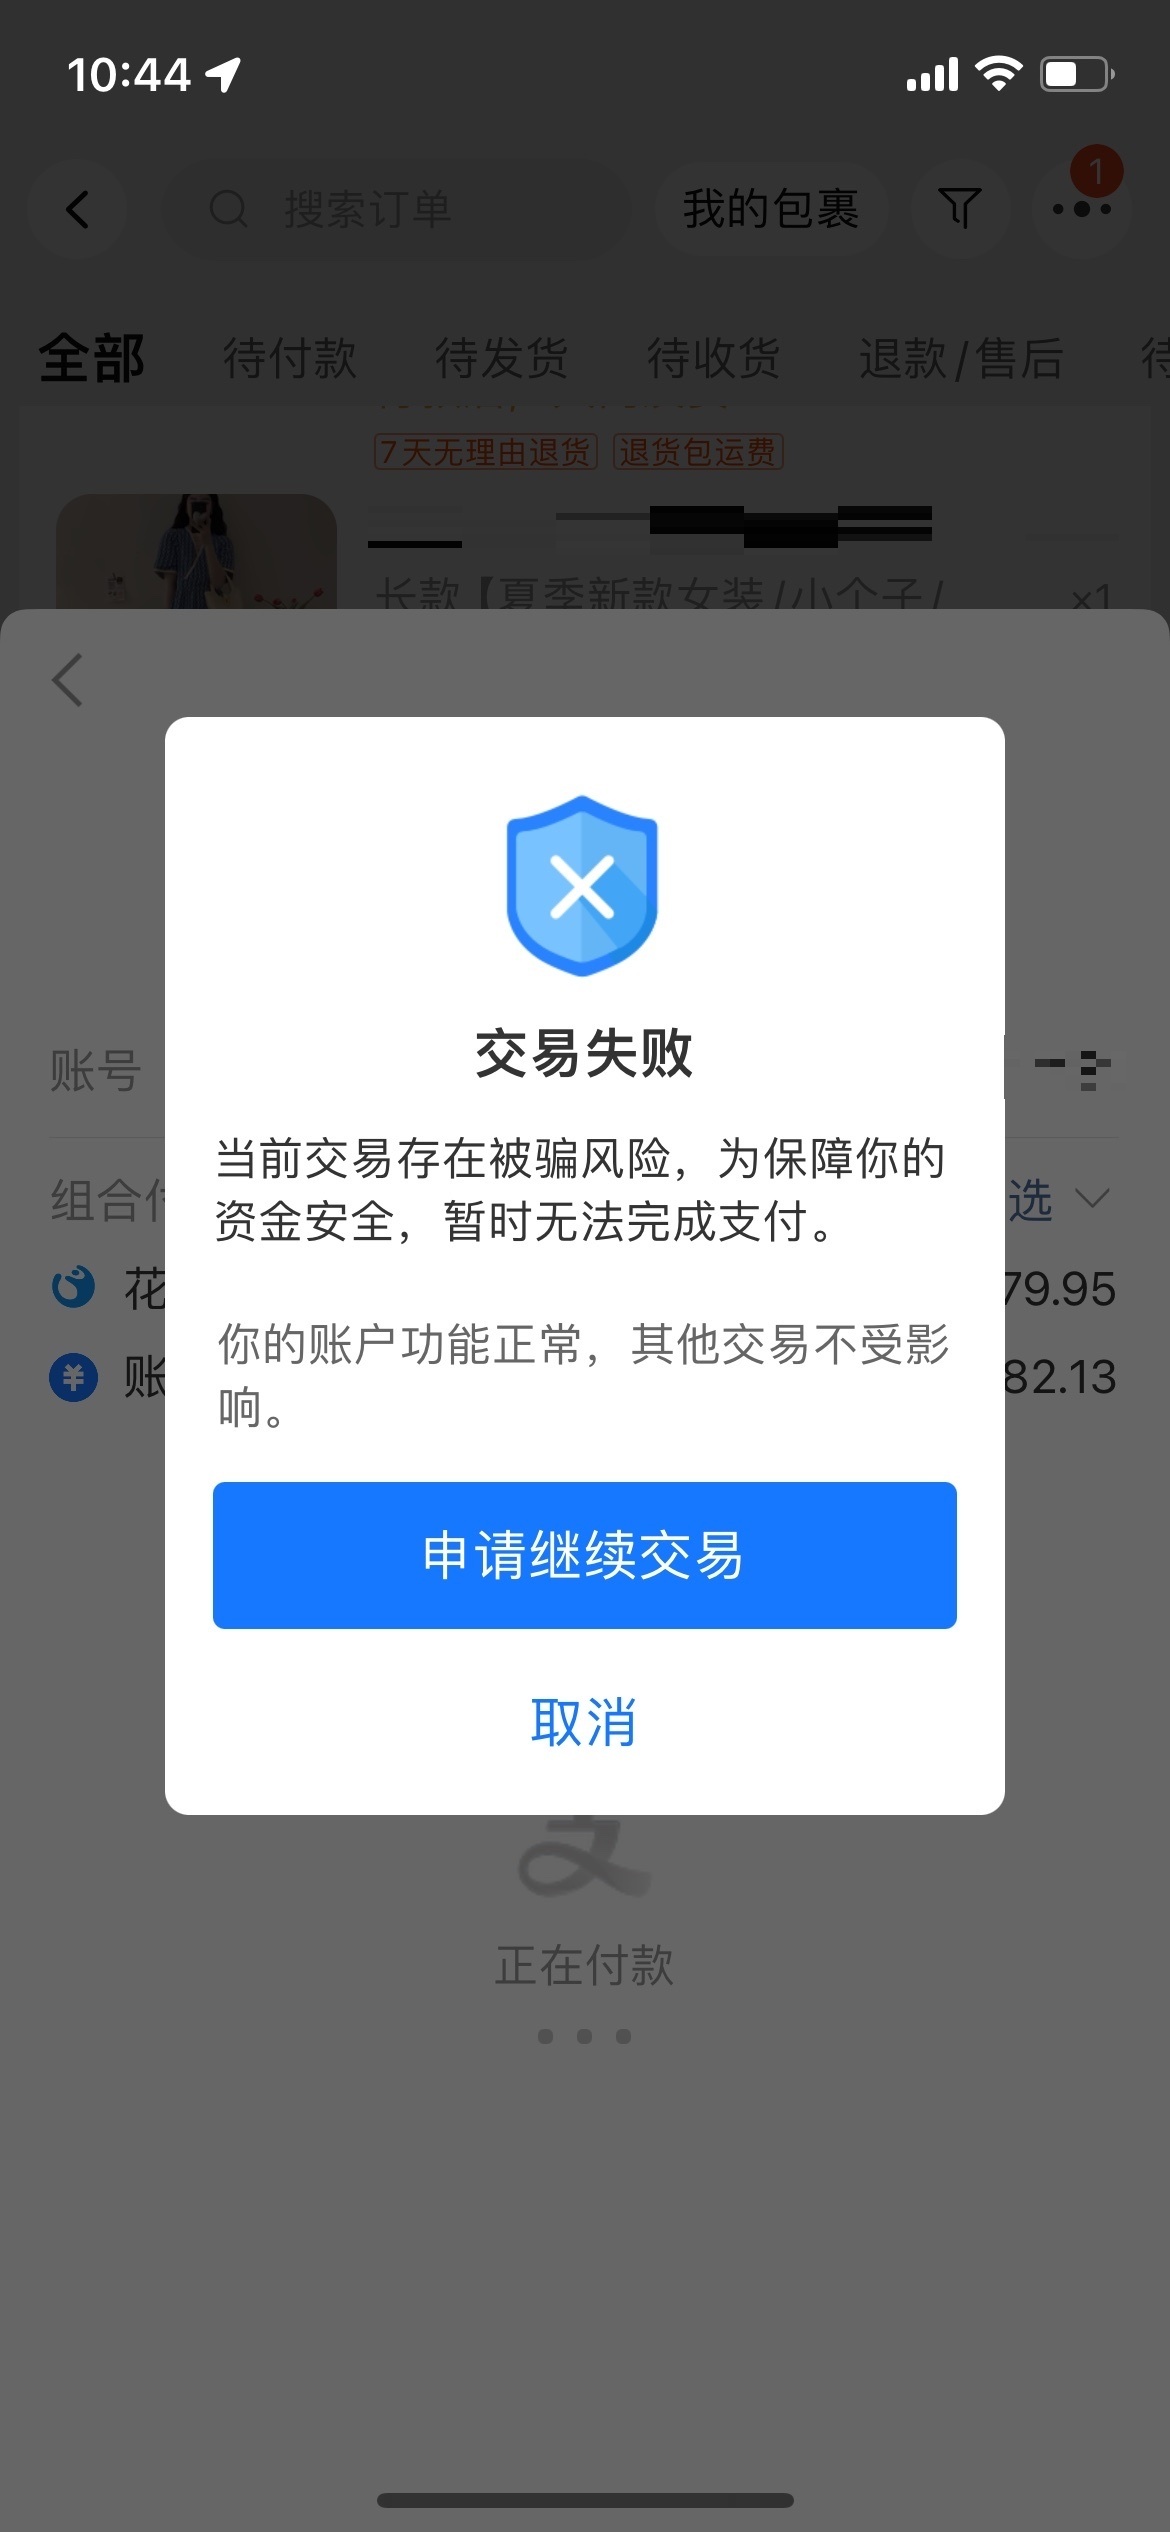 10:44
搜索订单
我的包裹
1
全部
待付款
待发货
待收货
退款/售后
7天无理由退货
退货包运费
长款【夏季新款女装/小个子/
×1
交易失败
当前交易存在被骗风险，为保障你的
资金安全，暂时无法完成支付。
账号
组合
选
花
79.95
账
82.13
你的账户功能正常，其他交易不受影
响。
申请继续交易
取消
正在付款